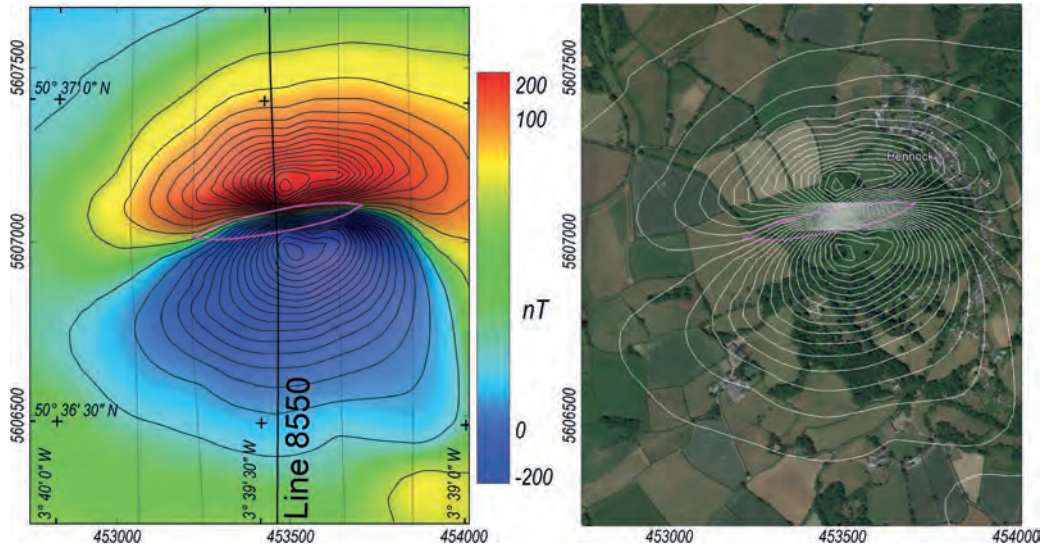 5607500
50° 37'0" N
5607000
5606500
50° 36' 30" N
3° 40' 0" W
3° 39' 30" W
Line 8550
3° 39' 0" W
453000
453500
454000
200
100
nT
0
-200
5607500
Hennock
5607000
5606500
453000
453500
454000